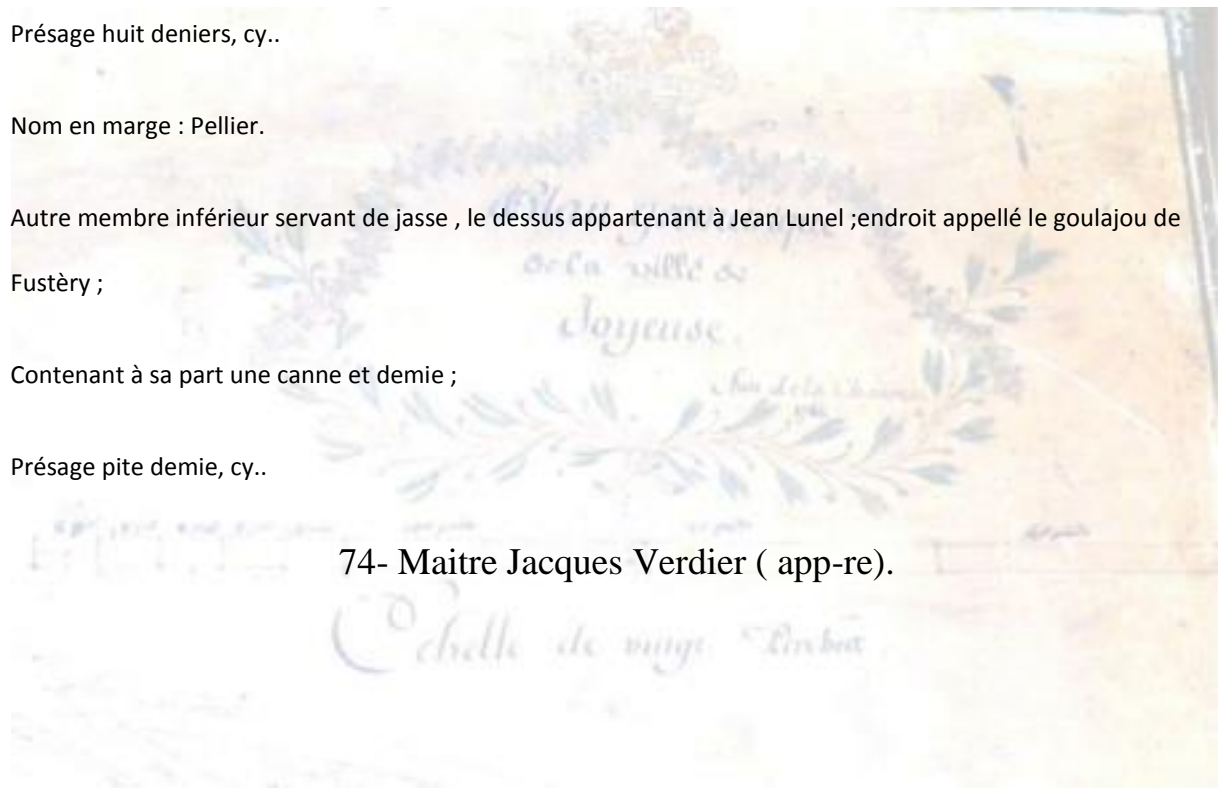 Présage huit deniers, cy..
Nom en marge : Pellier.
Autre membre inférieur servant de jasse , le dessus appartenant à Jean Lunel ;endroit appellé le goulajou de
Fustèry ;
de la ville de
Joyeuse
Contenant à sa part une canne et demie ;
Présage pite demie, cy..
74- Maitre Jacques Verdier ( app-re).
Echelle de